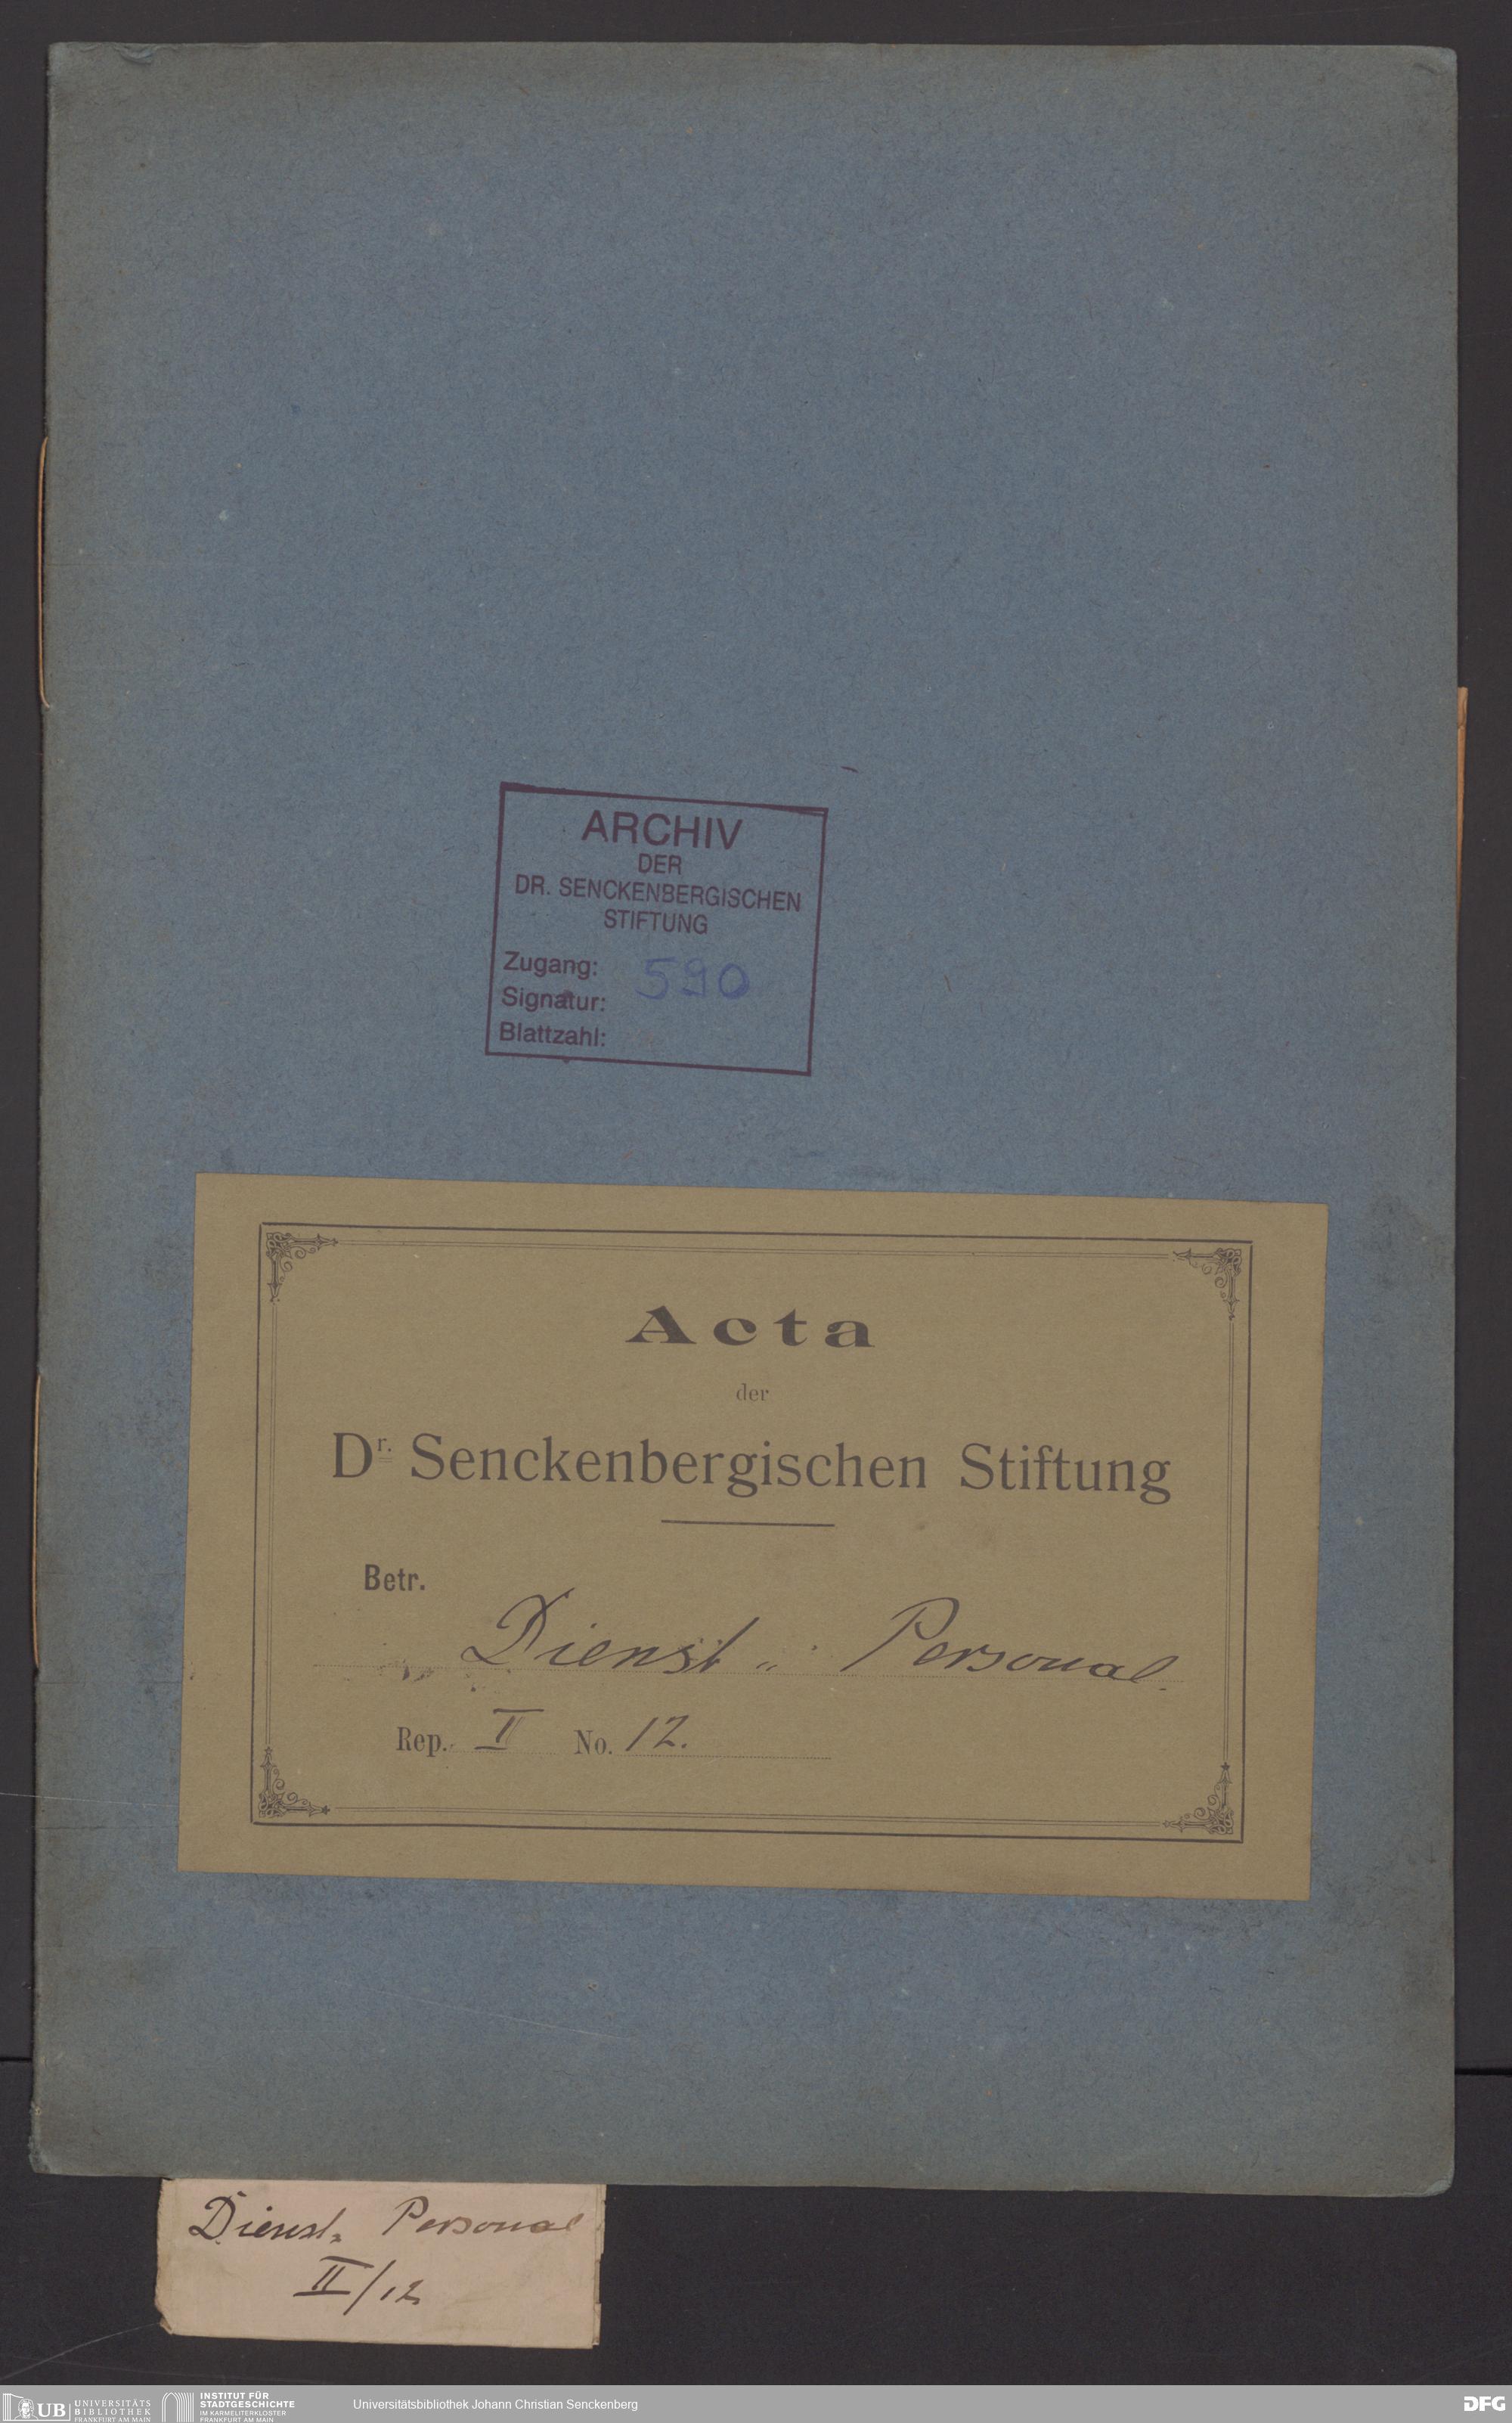 ARCHIV
DER
DR. SENCKENBERGISCHEN
STIFTUNG
Zugang: 590
Signatur:
Blattzahl:
Acta
der
Dr. Senckenbergischen Stiftung
Betr.
Dienst „ Personal.
Rep. II No. 12.
Dienst „ Personal
II/12
UB UNIVERSITÄTS
BIBLIOTHEK
FRANKFURT AM MAIN
INSTITUT FÜR
STADTGESCHICHTE
IM KARMELITERKLOSTER
FRANKFURT AM MAIN
Universitätsbibliothek Johann Christian Senckenberg
DFG